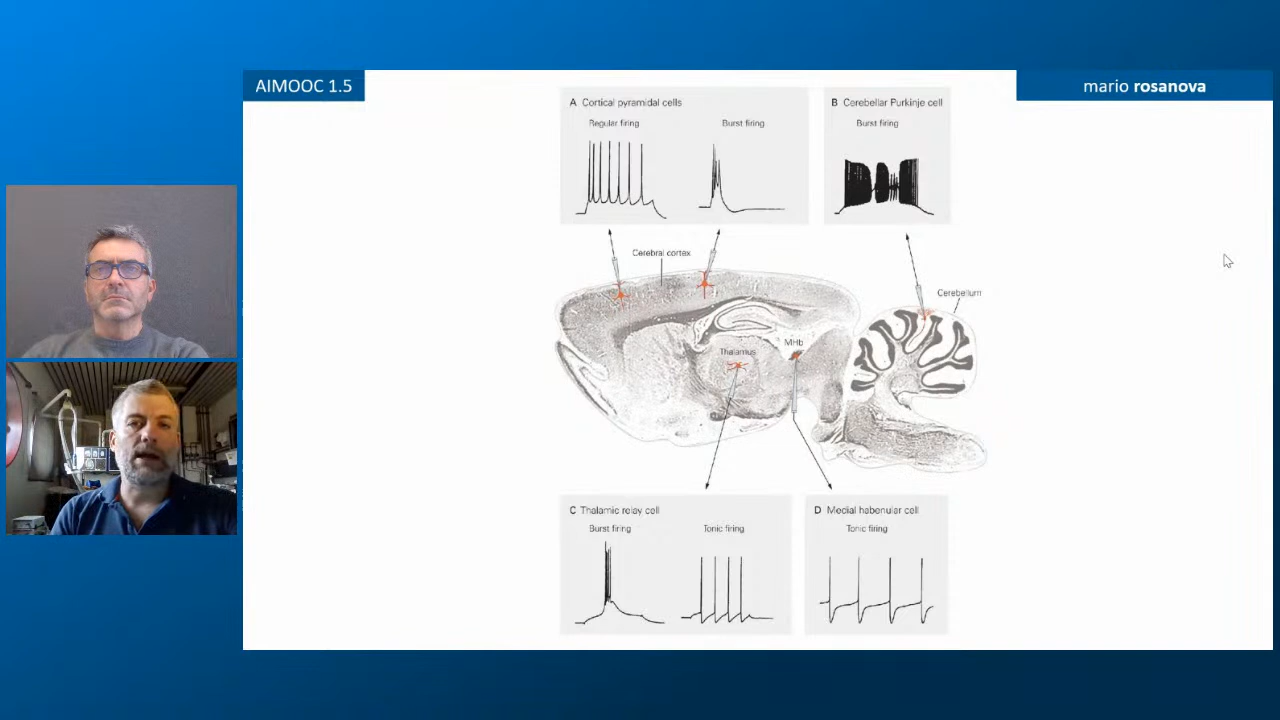 AIMOOC 1.5
mario rosanova
A Cortical pyramidal cells
Regular firing
Burst firing
B Cerebellar Purkinje cell
Burst firing
Cerebral cortex
Cerebellum
Thalamus
MHb
C Thalamic relay cell
Burst firing
Tonic firing
D Medial habenular cell
Tonic firing